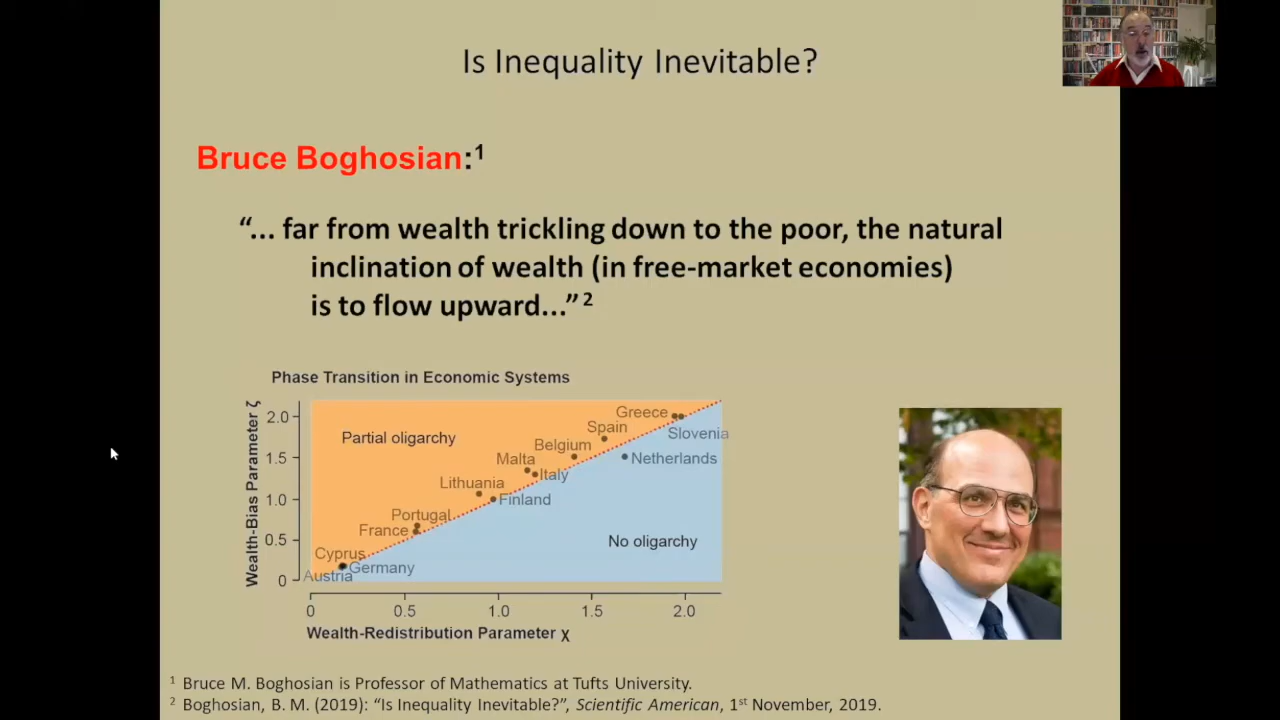 Is Inequality Inevitable?
Bruce Boghosian:1
“... far from wealth trickling down to the poor, the natural
inclination of wealth (in free-market economies)
is to flow upward...” 2
Phase Transition in Economic Systems
Wealth-Bias Parameter ζ
2.0
1.5
1.0
0.5
0
Partial oligarchy
Greece
Spain
Slovenia
Belgium
Malta
Netherlands
Italy
Lithuania
Finland
Portugal
France
No oligarchy
Cyprus
Germany
Austria
0 0.5 1.0 1.5 2.0
Wealth-Redistribution Parameter χ
1 Bruce M. Boghosian is Professor of Mathematics at Tufts University.
2 Boghosian, B. M. (2019): “Is Inequality Inevitable?”, Scientific American, 1st November, 2019.